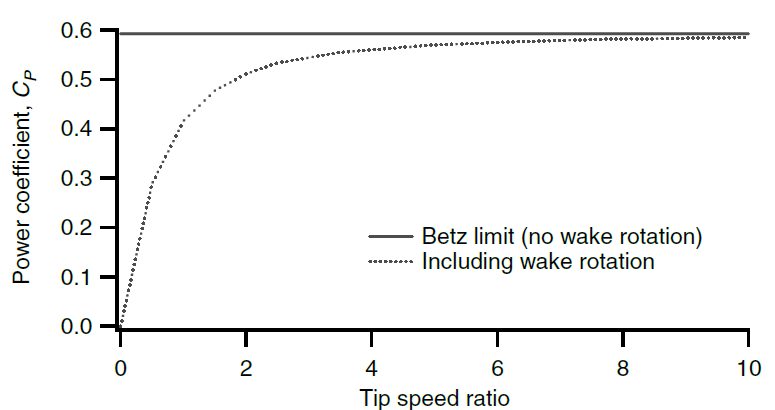 Power coefficient, C_P
0.6
0.5
0.4
0.3
0.2
0.1
0.0
Betz limit (no wake rotation)
Including wake rotation
0 2 4 6 8 10
Tip speed ratio